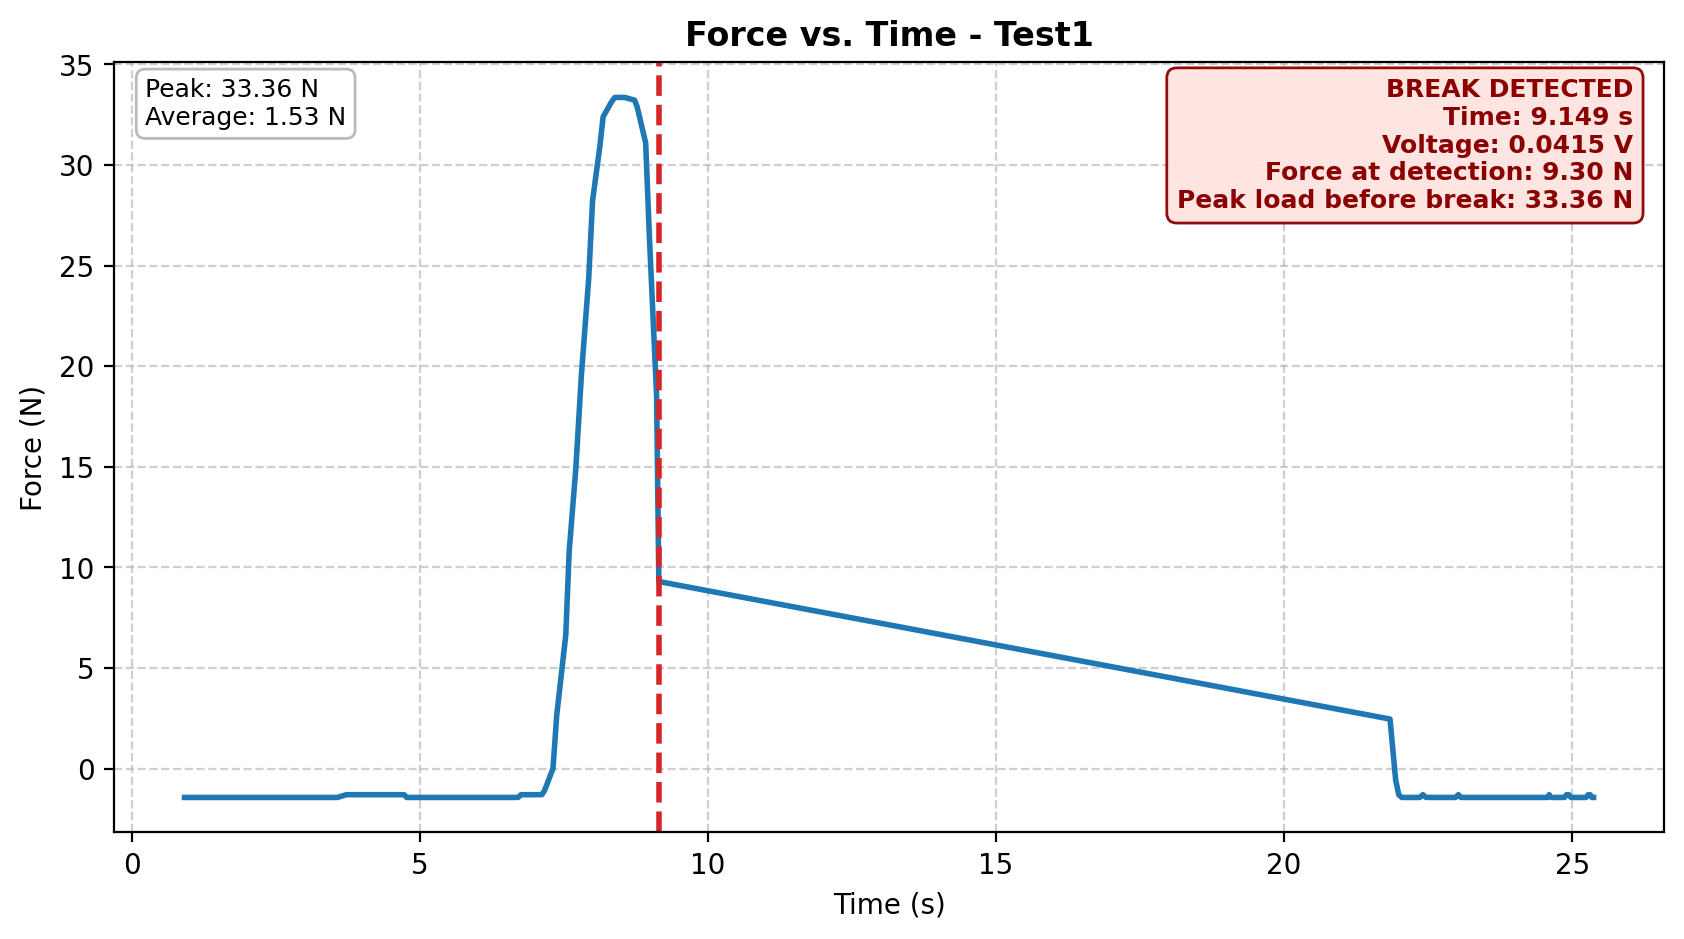 Force vs. Time - Test1
Peak: 33.36 N
Average: 1.53 N
BREAK DETECTED
Time: 9.149 s
Voltage: 0.0415 V
Force at detection: 9.30 N
Peak load before break: 33.36 N
Force (N)
35
30
25
20
15
10
5
0
0 5 10 15 20 25
Time (s)